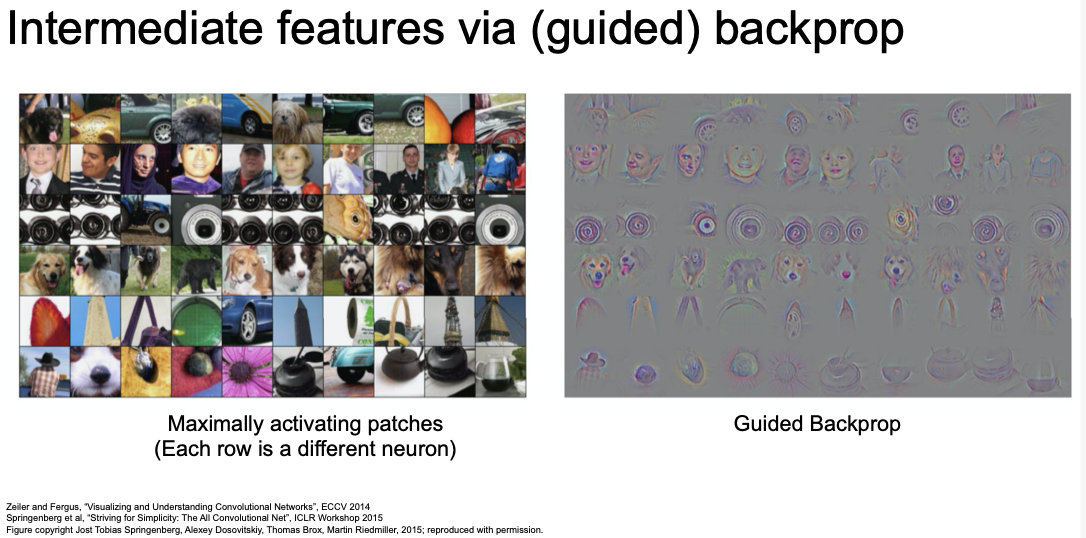 Intermediate features via (guided) backprop
Maximally activating patches
(Each row is a different neuron)
Guided Backprop
Zeiler and Fergus, “Visualizing and Understanding Convolutional Networks”, ECCV 2014
Springenberg et al, “Striving for Simplicity: The All Convolutional Net”, ICLR Workshop 2015
Figure copyright Jost Tobias Springenberg, Alexey Dosovitskiy, Thomas Brox, Martin Riedmiller, 2015; reproduced with permission.